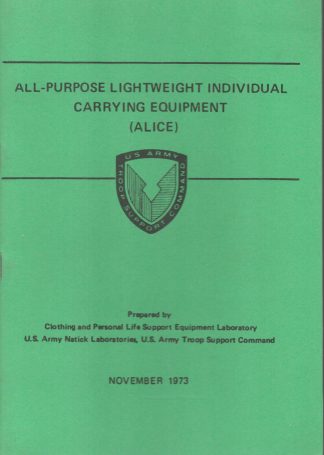 ALL-PURPOSE LIGHTWEIGHT INDIVIDUAL
CARRYING EQUIPMENT
(ALICE)
U S ARMY
TROOP SUPPORT COMMAND
Prepared by
Clothing and Personal Life Support Equipment Laboratory
U.S. Army Natick Laboratories, U.S. Army Troop Support Command
NOVEMBER 1973